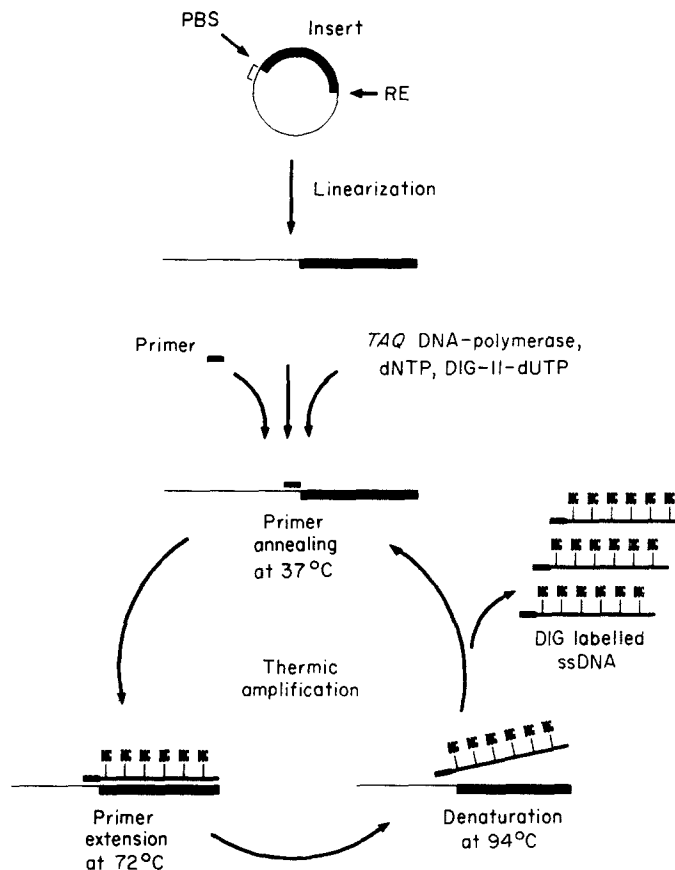 PBS
Insert
RE
Linearization
Primer
TAQ DNA-polymerase,
dNTP, DIG-11-dUTP
Primer
annealing
at 37°C
DIG labelled
ssDNA
Thermic
amplification
Primer
extension
at 72°C
Denaturation
at 94°C